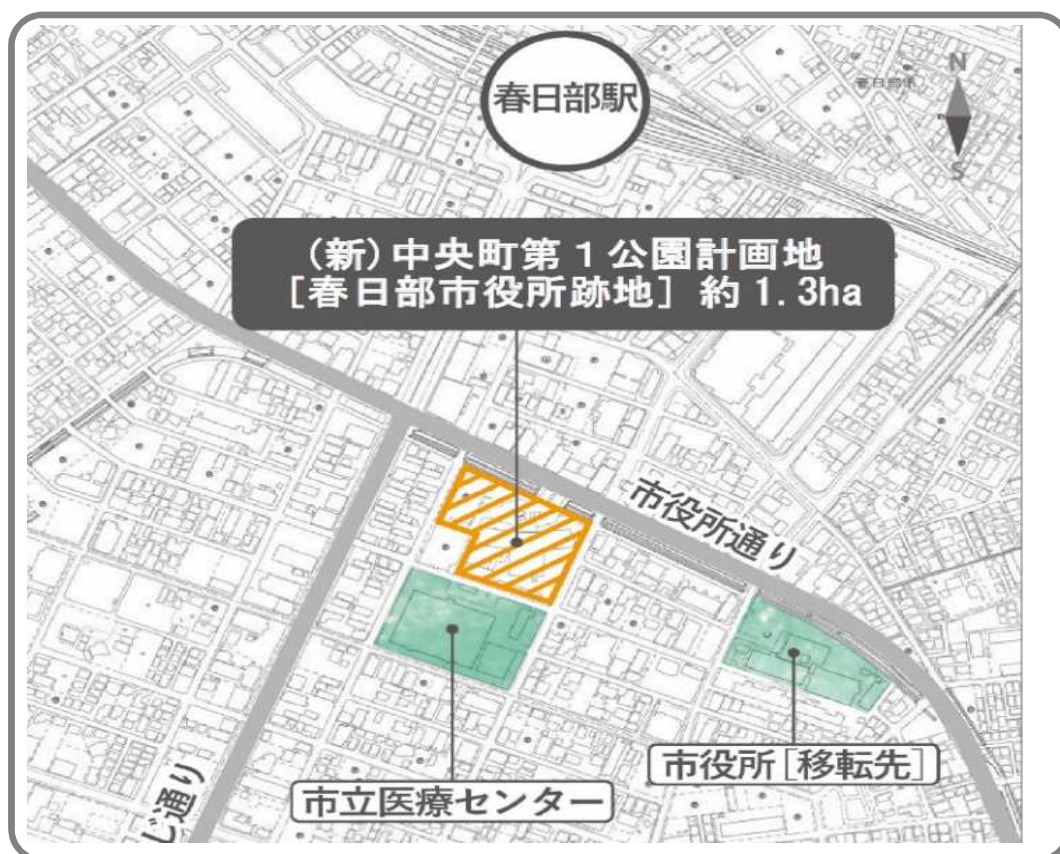 春日部駅
N
S
(新)中央町第1公園計画地
[春日部市役所跡地] 約1.3ha
市役所通り
市役所[移転先]
市立医療センター
じ通り